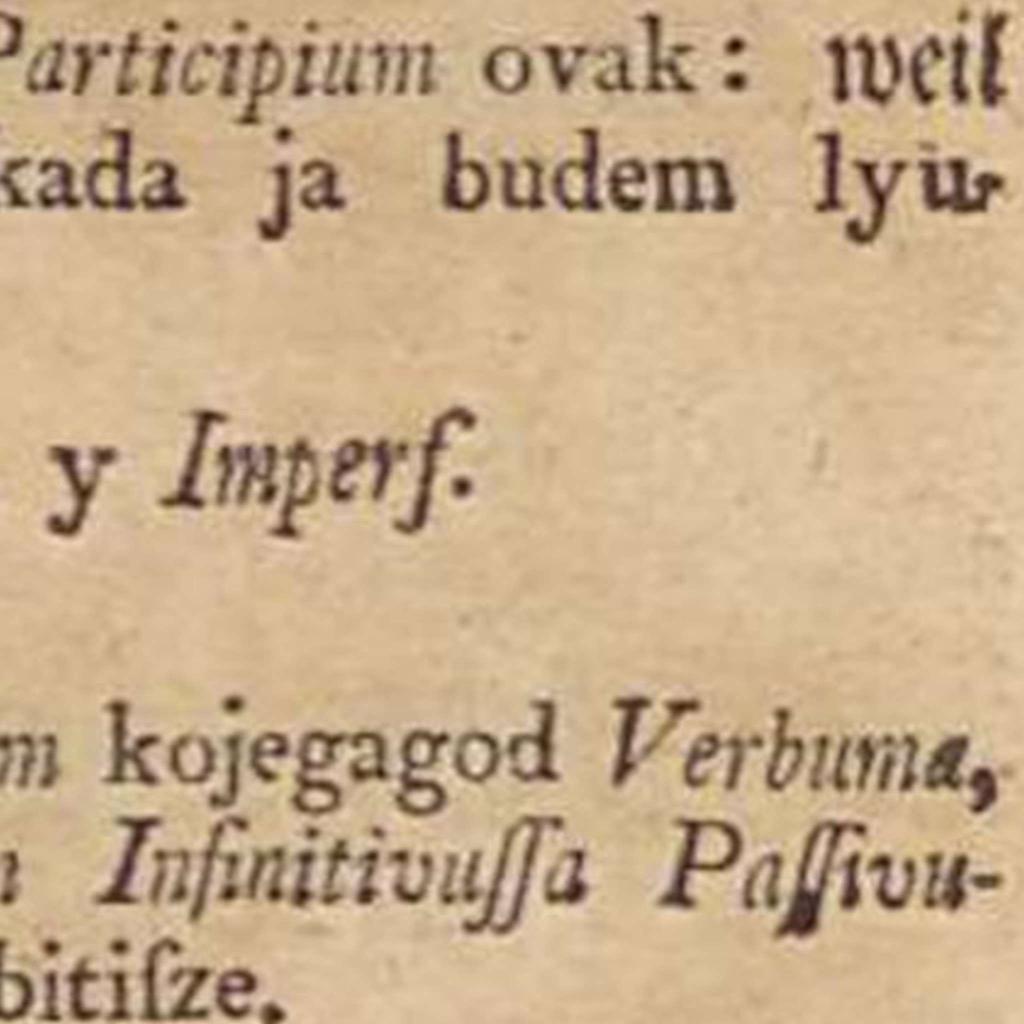 Participium ovak: weil
kada ja budem lyu-
y Imperf.
m kojegagod Verbuma,
Infinitivuſſa Paſſivu-
bitiſze.